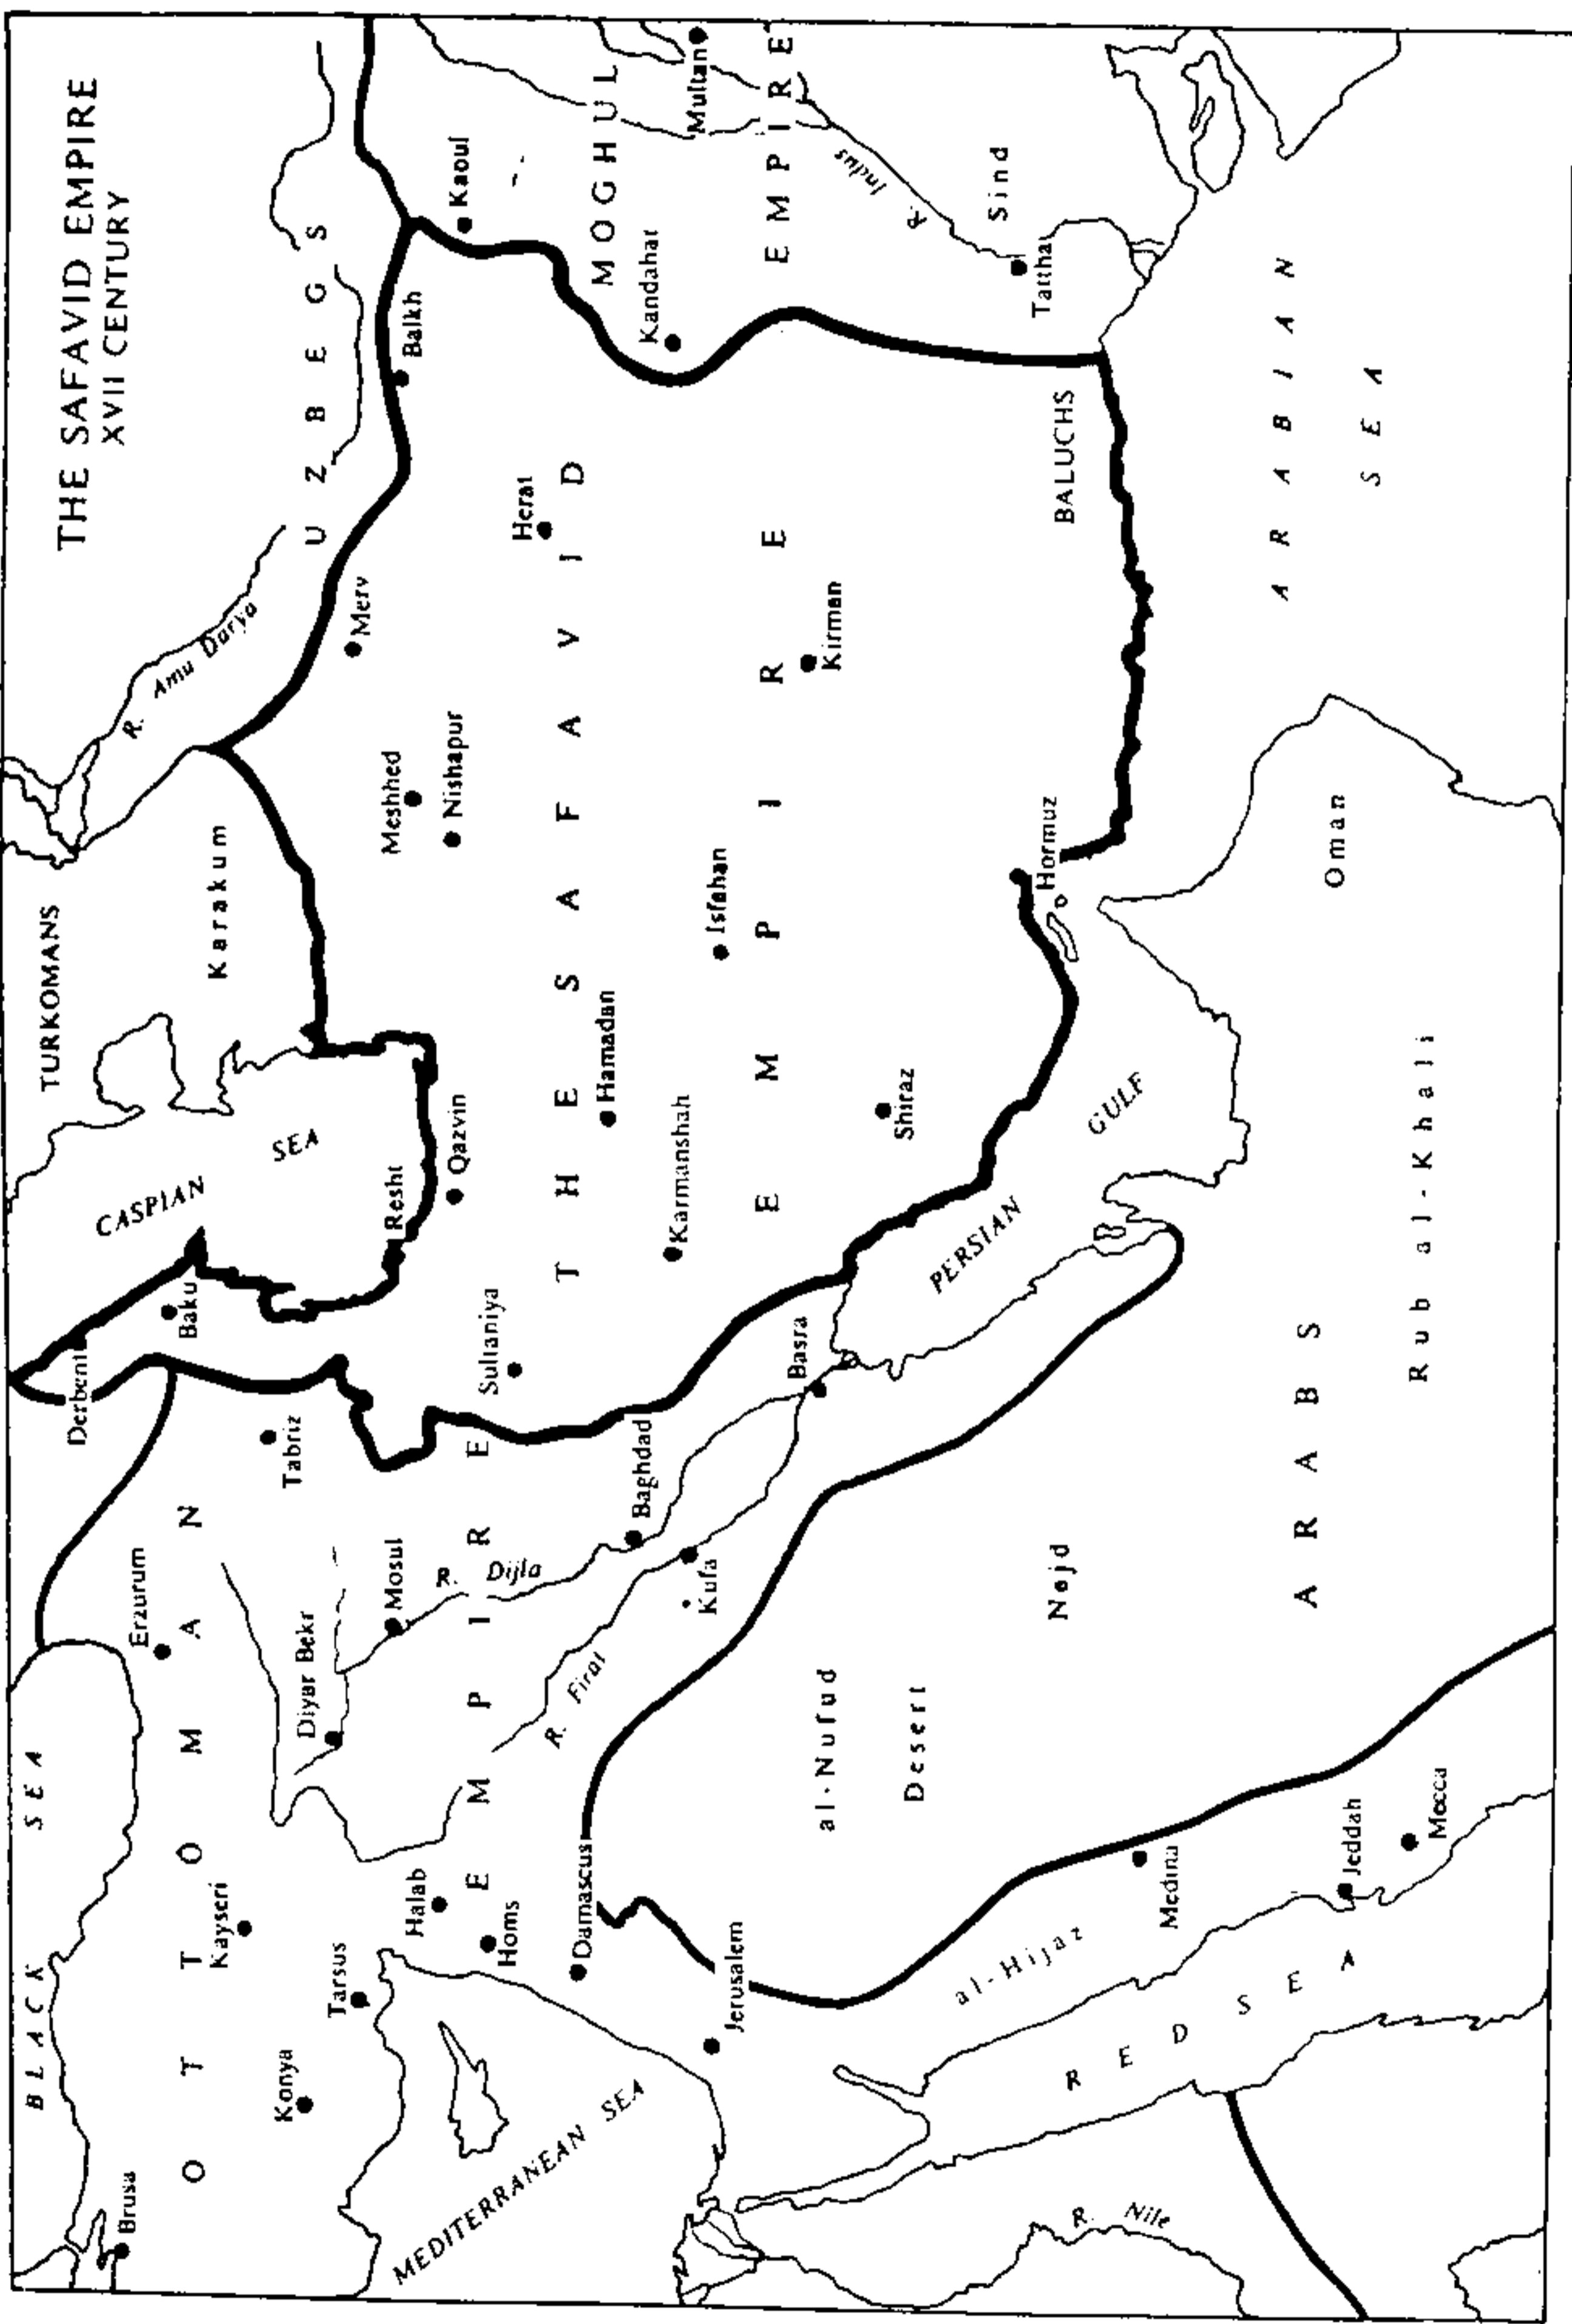 THE SAFAVID EMPIRE
XVII CENTURY
BLACK SEA
CASPIAN
SEA
TURKOMANS
Karakum
R. Amu Darya
UZBEGS
Brusa
OTTOMAN
EMPIRE
Konya
Kayseri
Tarsus
Erzurum
Diyar Bekr
Mosul
Halab
Homs
Damascus
Jerusalem
MEDITERRANEAN SEA
R. Nile
Derbent
Baku
Tabriz
Resht
Qazvin
Sultaniya
R. Dijla
R. Firat
Baghdad
Kufa
Basra
Karmanshah
Hamadan
THE SAFAVID
EMPIRE
Meshhed
Nishapur
Merv
Herat
Balkh
Kaoul
Kandahat
MOGHUL
EMPIRE
Multan
Indus
R.
Sind
Tattha
Isfahan
Kirman
Shiraz
Hormuz
BALUCHS
PERSIAN
GULF
ARABIAN
SEA
Oman
al-Nufud
Desert
Nejd
ARABS
Rub al-Khali
al-Hijaz
Medina
Jeddah
Mecca
RED SEA